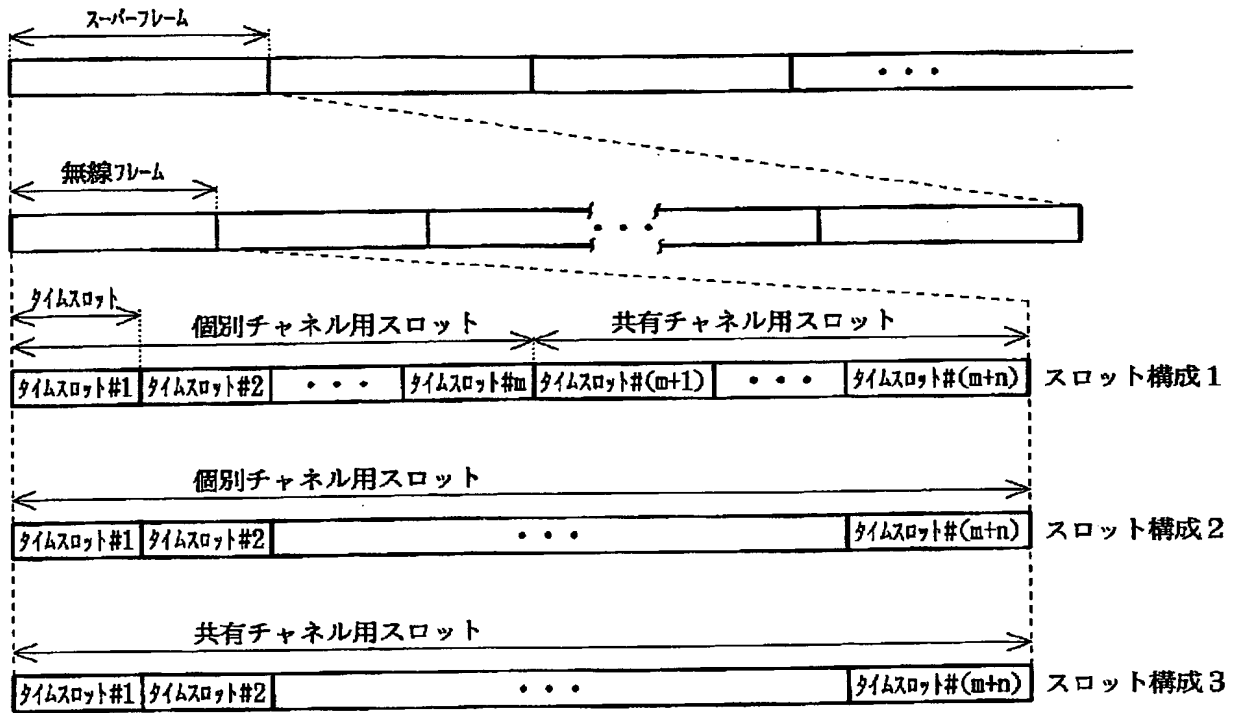 スーパーフレーム
・・・
無線フレーム
・・・
タイムスロット
個別チャネル用スロット 共有チャネル用スロット
タイムスロット#1 タイムスロット#2 ・・・ タイムスロット#m タイムスロット#(m+1) ・・・ タイムスロット#(m+n) スロット構成1
個別チャネル用スロット
タイムスロット#1 タイムスロット#2 ・・・ タイムスロット#(m+n) スロット構成2
共有チャネル用スロット
タイムスロット#1 タイムスロット#2 ・・・ タイムスロット#(m+n) スロット構成3